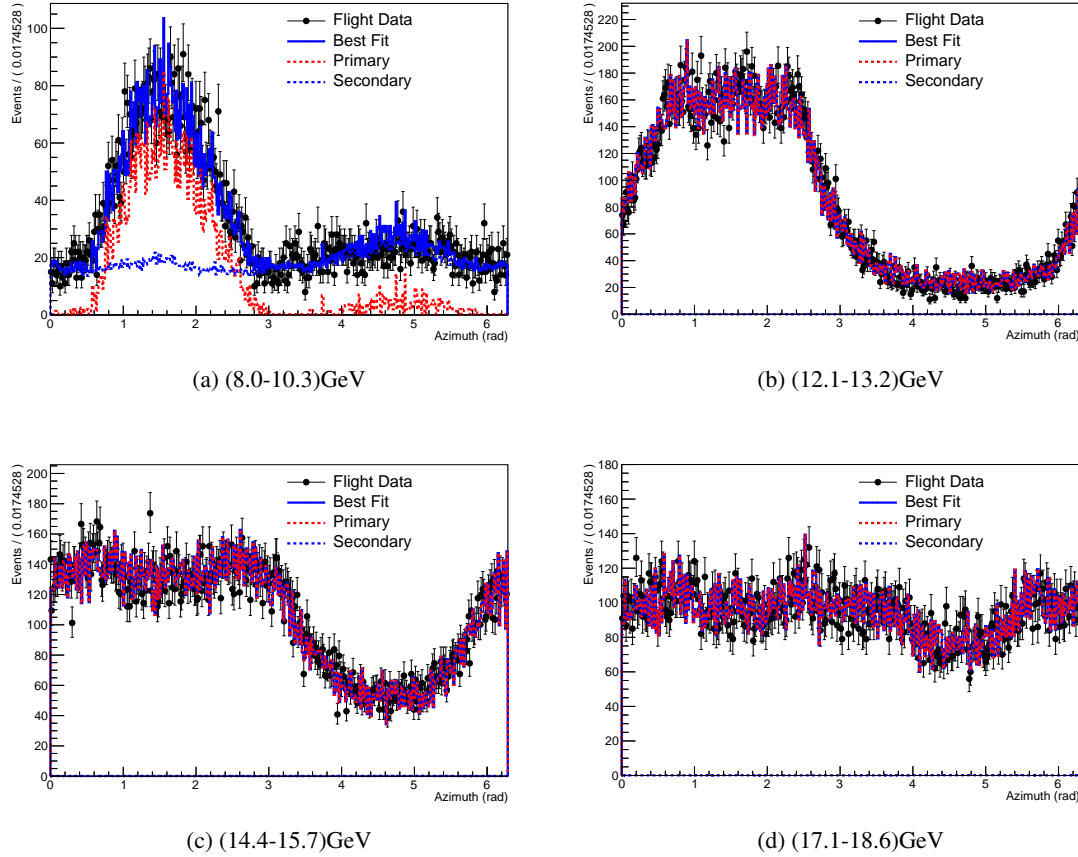 Events / ( 0.0174528 )
100
80
60
40
20
0
0 1 2 3 4 5 6
Azimuth (rad)
Flight Data
Best Fit
Primary
Secondary
(a) (8.0-10.3)GeV
Events / ( 0.0174528 )
220
200
180
160
140
120
100
80
60
40
20
0
0 1 2 3 4 5 6
Azimuth (rad)
Flight Data
Best Fit
Primary
Secondary
(b) (12.1-13.2)GeV
Events / ( 0.0174528 )
200
180
160
140
120
100
80
60
40
20
0
0 1 2 3 4 5 6
Azimuth (rad)
Flight Data
Best Fit
Primary
Secondary
(c) (14.4-15.7)GeV
Events / ( 0.0174528 )
180
160
140
120
100
80
60
40
20
0
0 1 2 3 4 5 6
Azimuth (rad)
Flight Data
Best Fit
Primary
Secondary
(d) (17.1-18.6)GeV